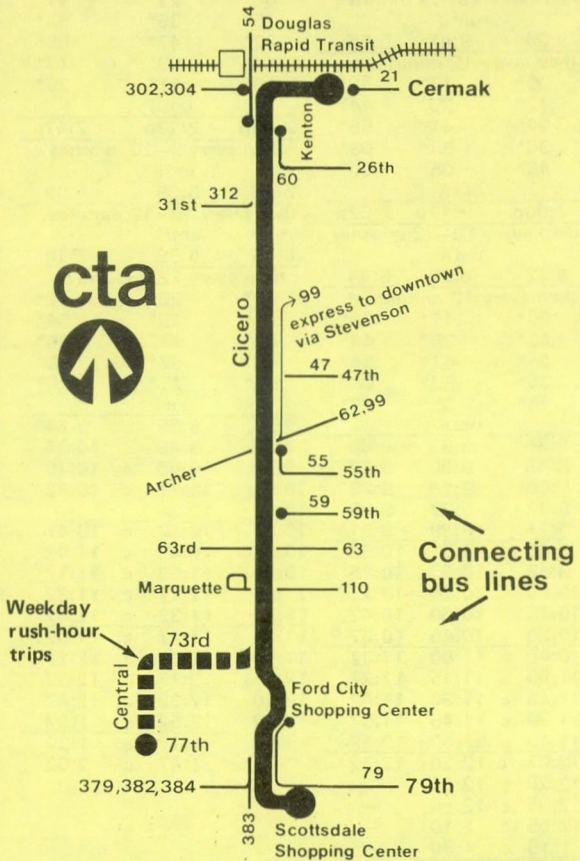 54
Douglas
Rapid Transit
302,304
21
Cermak
Kenton
60
26th
312
31st
cta
Cicero
99
express to downtown
via Stevenson
47
47th
62,99
Archer
55
55th
59
59th
63rd
63
Connecting
bus lines
Marquette
110
Weekday
rush-hour
trips
73rd
Central
77th
Ford City
Shopping Center
79
79th
379,382,384
383
Scottsdale
Shopping Center